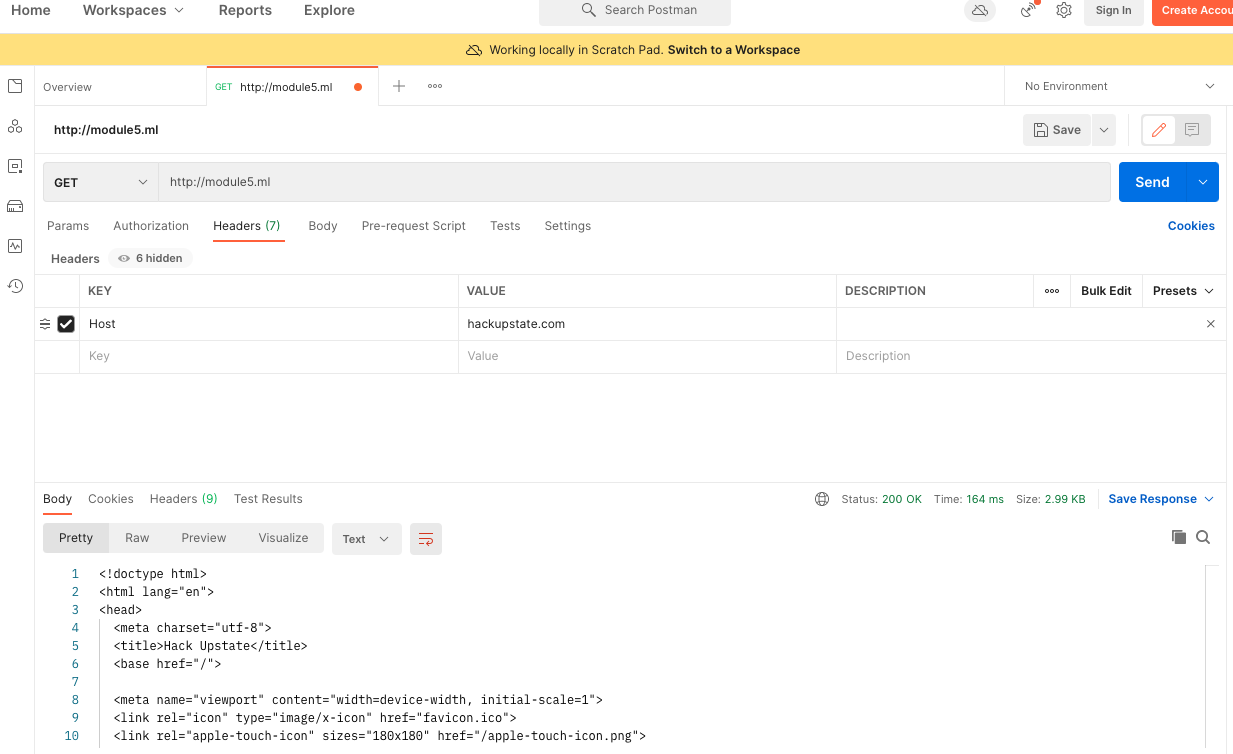 Home Workspaces Reports Explore Search Postman Sign In Create Accou
Working locally in Scratch Pad. Switch to a Workspace
Overview GET http://module5.ml No Environment
http://module5.ml Save
GET http://module5.ml Send
Params Authorization Headers (7) Body Pre-request Script Tests Settings Cookies
Headers 6 hidden
KEY VALUE DESCRIPTION Bulk Edit Presets
Host hackupstate.com
Key Value Description
Body Cookies Headers (9) Test Results Status: 200 OK Time: 164 ms Size: 2.99 KB Save Response
Pretty Raw Preview Visualize Text
1 <!doctype html>
2 <html lang="en">
3 <head>
4 <meta charset="utf-8">
5 <title>Hack Upstate</title>
6 <base href="/">
7
8 <meta name="viewport" content="width=device-width, initial-scale=1">
9 <link rel="icon" type="image/x-icon" href="favicon.ico">
10 <link rel="apple-touch-icon" sizes="180x180" href="/apple-touch-icon.png">